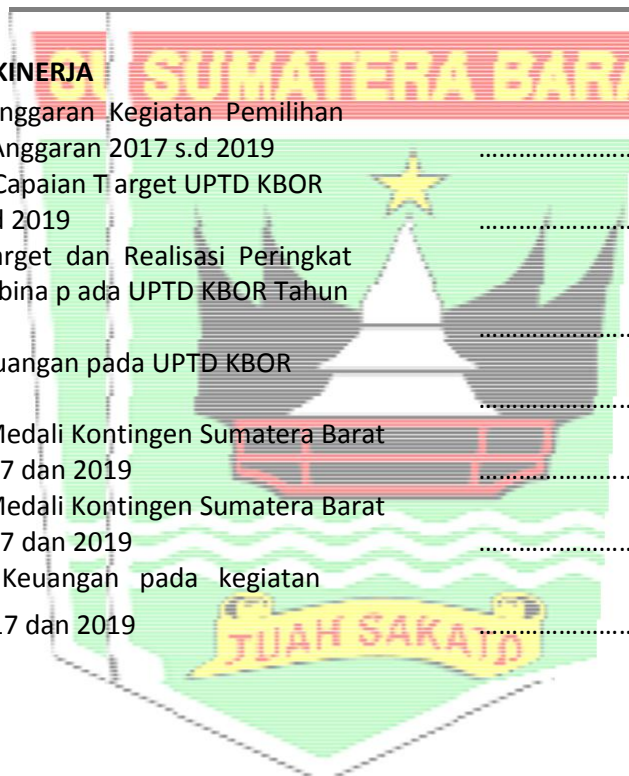 SUMATERA BARA
KINERJA
nggaran Kegiatan Pemilihan
Anggaran 2017 s.d 2019 ........................
Capaian T arget UPTD KBOR
d 2019 ........................
arget dan Realisasi Peringkat
bina p ada UPTD KBOR Tahun
........................
uangan pada UPTD KBOR
........................
Medali Kontingen Sumatera Barat
7 dan 2019 ........................
Medali Kontingen Sumatera Barat
7 dan 2019 ........................
Keuangan pada kegiatan
17 dan 2019 ........................
TUAH SAKATO